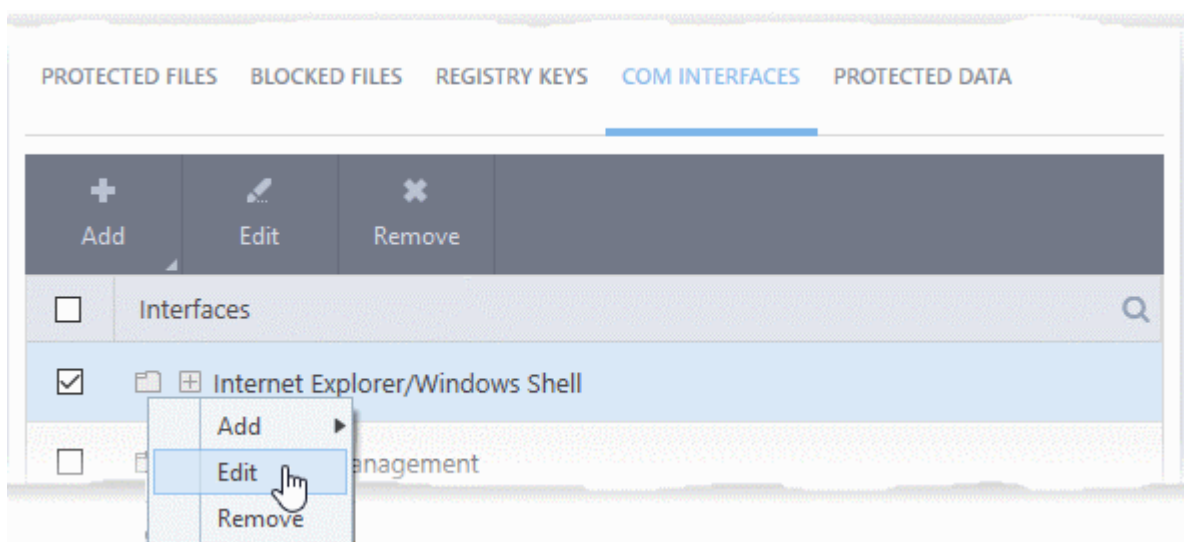 PROTECTED FILES BLOCKED FILES REGISTRY KEYS COM INTERFACES PROTECTED DATA
Add Edit Remove
Interfaces
Internet Explorer/Windows Shell
Add
Edit
Remove